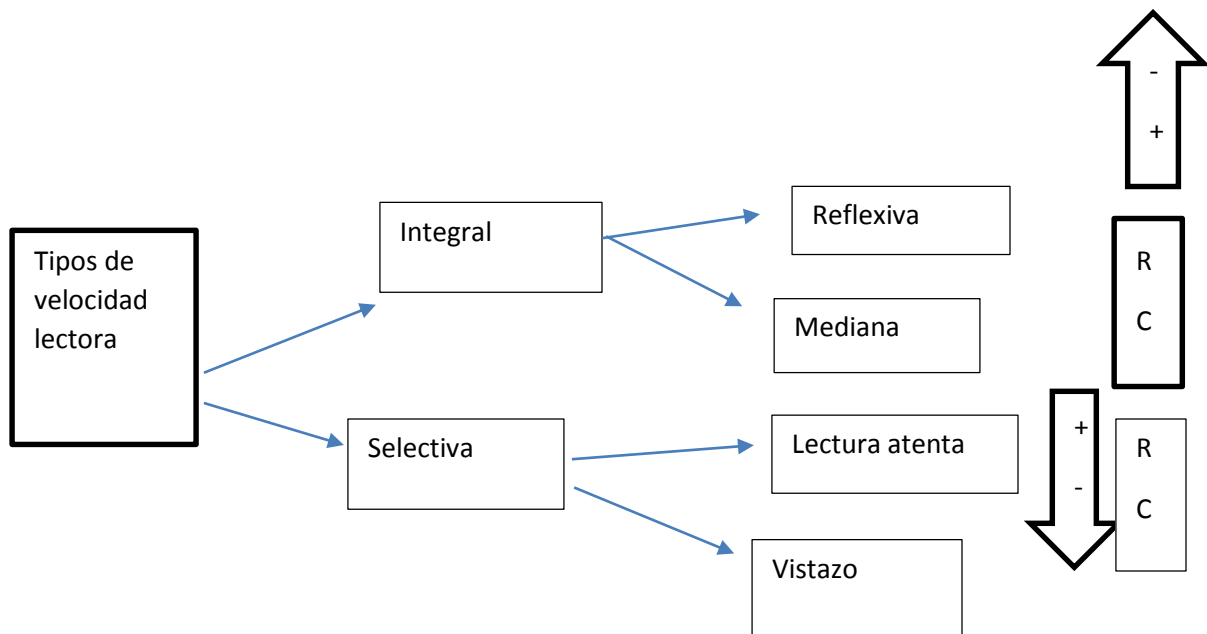 Tipos de
velocidad
lectora
Integral
Selectiva
Reflexiva
Mediana
Lectura atenta
Vistazo
-
+
R
C
+
-
R
C